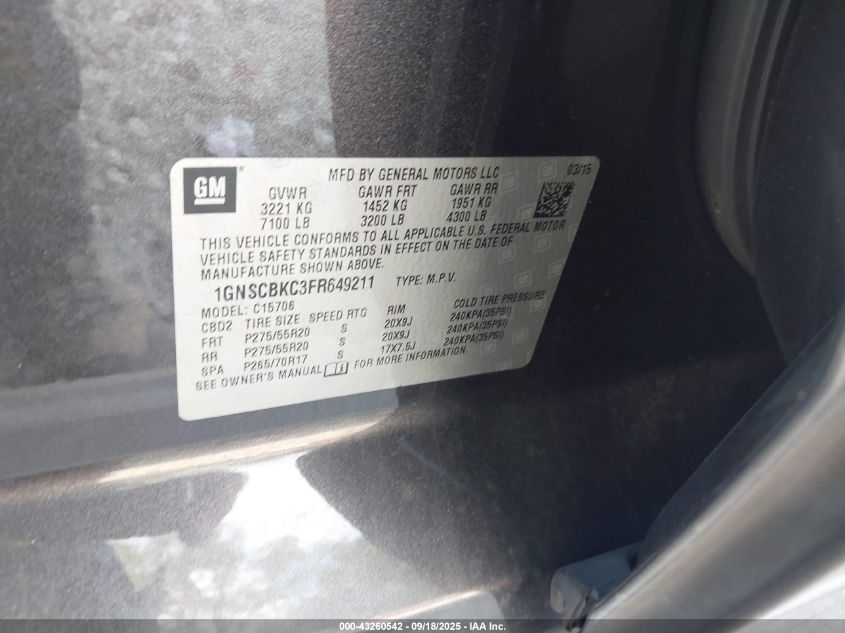 GM
MFD BY GENERAL MOTORS LLC 03/15
GVWR GAWR FRT GAWR RR
3221 KG 1452 KG 1951 KG
7100 LB 3200 LB 4300 LB
THIS VEHICLE CONFORMS TO ALL APPLICABLE U.S. FEDERAL MOTOR
VEHICLE SAFETY STANDARDS IN EFFECT ON THE DATE OF
MANUFACTURE SHOWN ABOVE.
1GNSCBKC3FR649211 TYPE: M.P.V.
MODEL: C15706
CBD2 TIRE SIZE SPEED RTG RIM COLD TIRE PRESSURE
FRT P275/55R20 S 20X9J 240KPA(35PSI)
RR P275/55R20 S 20X9J 240KPA(35PSI)
SPA P265/70R17 S 17X7.5J 240KPA(35PSI)
SEE OWNER'S MANUAL FOR MORE INFORMATION.
000-43260542 - 09/18/2025 - IAA Inc.